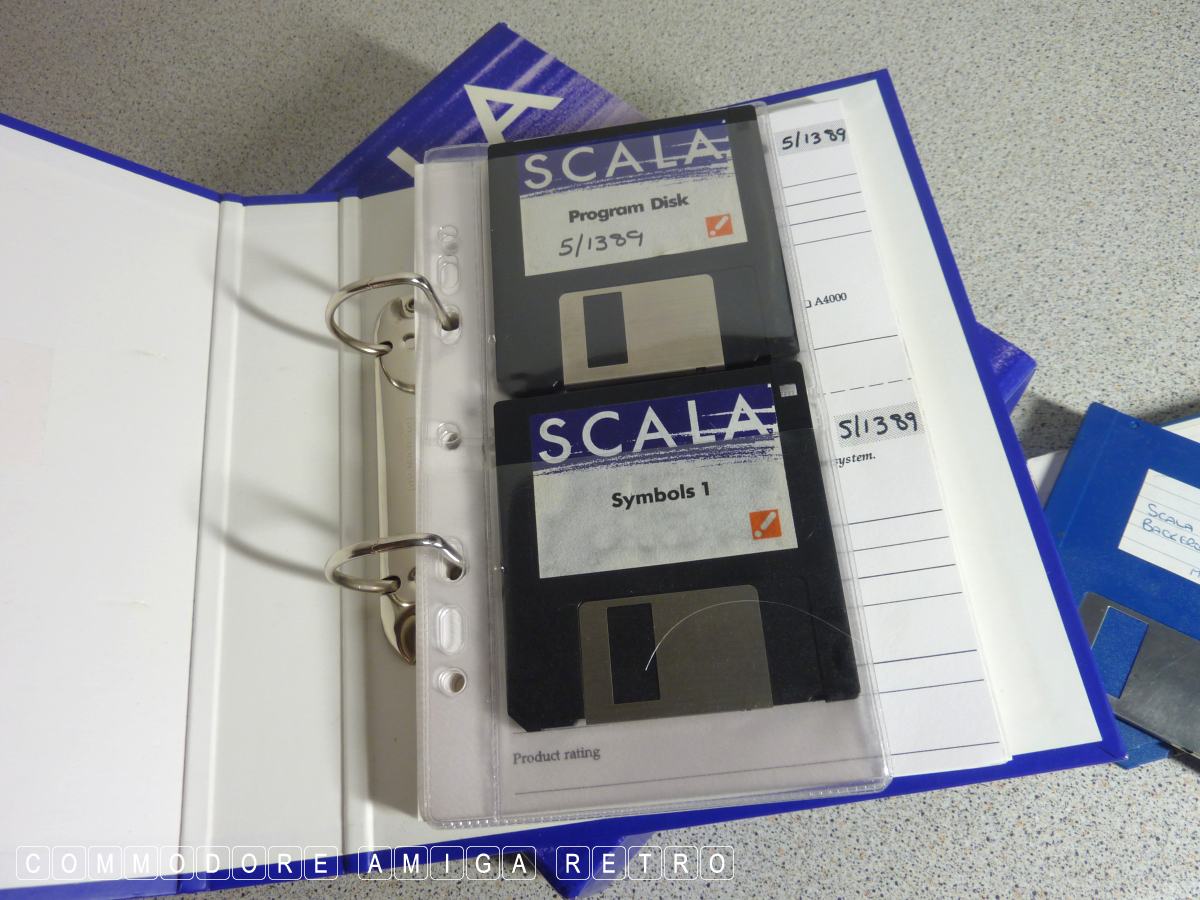 A
SCALA
Program Disk
5/1389
5/1389
A4000
SCALA
Symbols 1
5/1389
system.
Product rating
SCALA
COMMODORE AMIGA RETRO